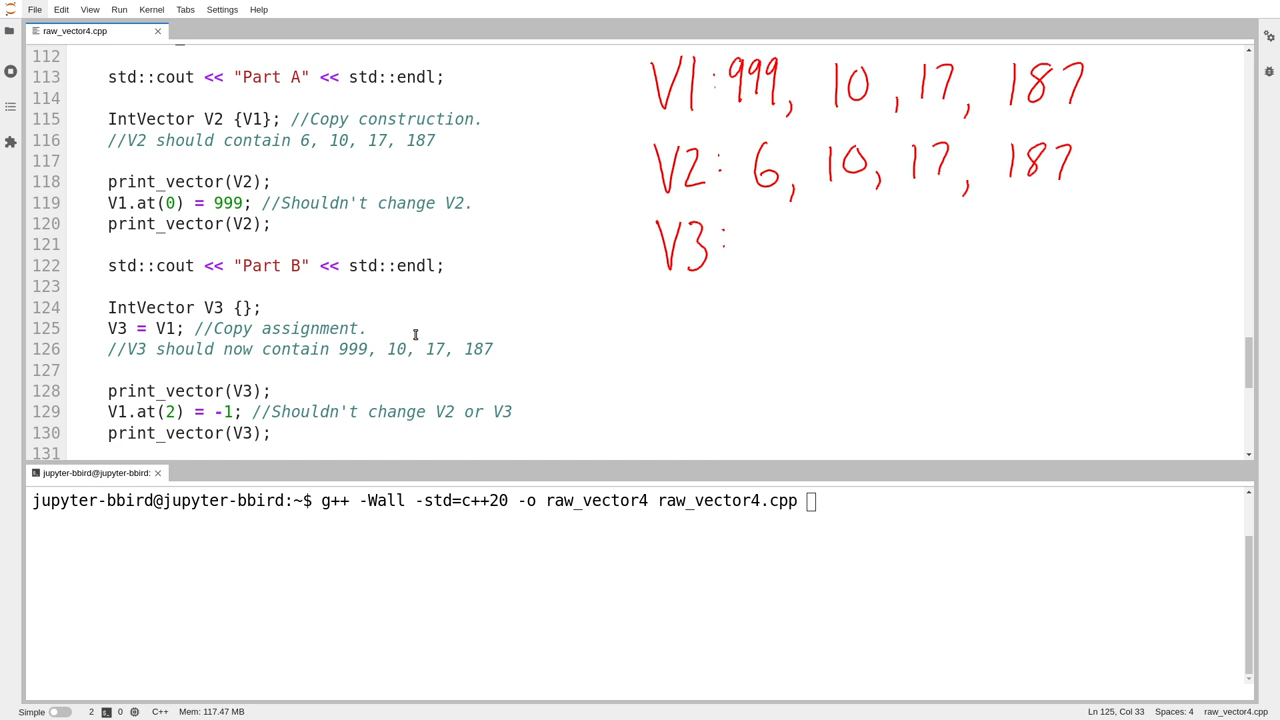 File Edit View Run Kernel Tabs Settings Help
raw_vector4.cpp
112
113 std::cout << "Part A" << std::endl;
114
115 IntVector V2 {V1}; //Copy construction.
116 //V2 should contain 6, 10, 17, 187
117
118 print_vector(V2);
119 V1.at(0) = 999; //Shouldn't change V2.
120 print_vector(V2);
121
122 std::cout << "Part B" << std::endl;
123
124 IntVector V3 {};
125 V3 = V1; //Copy assignment.
126 //V3 should now contain 999, 10, 17, 187
127
128 print_vector(V3);
129 V1.at(2) = -1; //Shouldn't change V2 or V3
130 print_vector(V3);
131
V1: 999, 10, 17, 187
V2: 6, 10, 17, 187
V3:
jupyter-bbird@jupyter-bbird:
jupyter-bbird@jupyter-bbird:~$ g++ -Wall -std=c++20 -o raw_vector4 raw_vector4.cpp
Simple 2 0 C++ Mem: 117.47 MB Ln 125, Col 33 Spaces: 4 raw_vector4.cpp